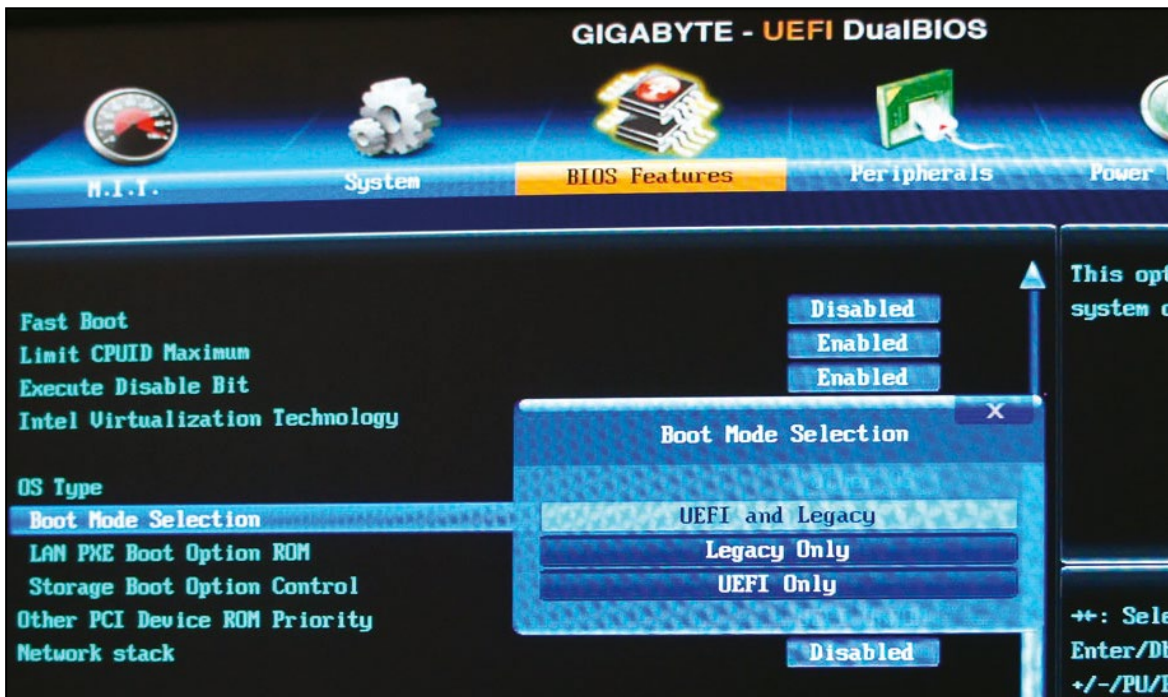 GIGABYTE - UEFI DualBIOS
M.I.T.
System
BIOS Features
Peripherals
Power
This opt
system
Fast Boot
Disabled
Limit CPUID Maximum
Enabled
Execute Disable Bit
Enabled
Intel Virtualization Technology
X
Boot Mode Selection
OS Type
Boot Mode Selection
UEFI and Legacy
LAN PXE Boot Option ROM
Legacy Only
Storage Boot Option Control
UEFI Only
Other PCI Device ROM Priority
Network stack
Disabled
: Sele
Enter/Db
+/-/PU/